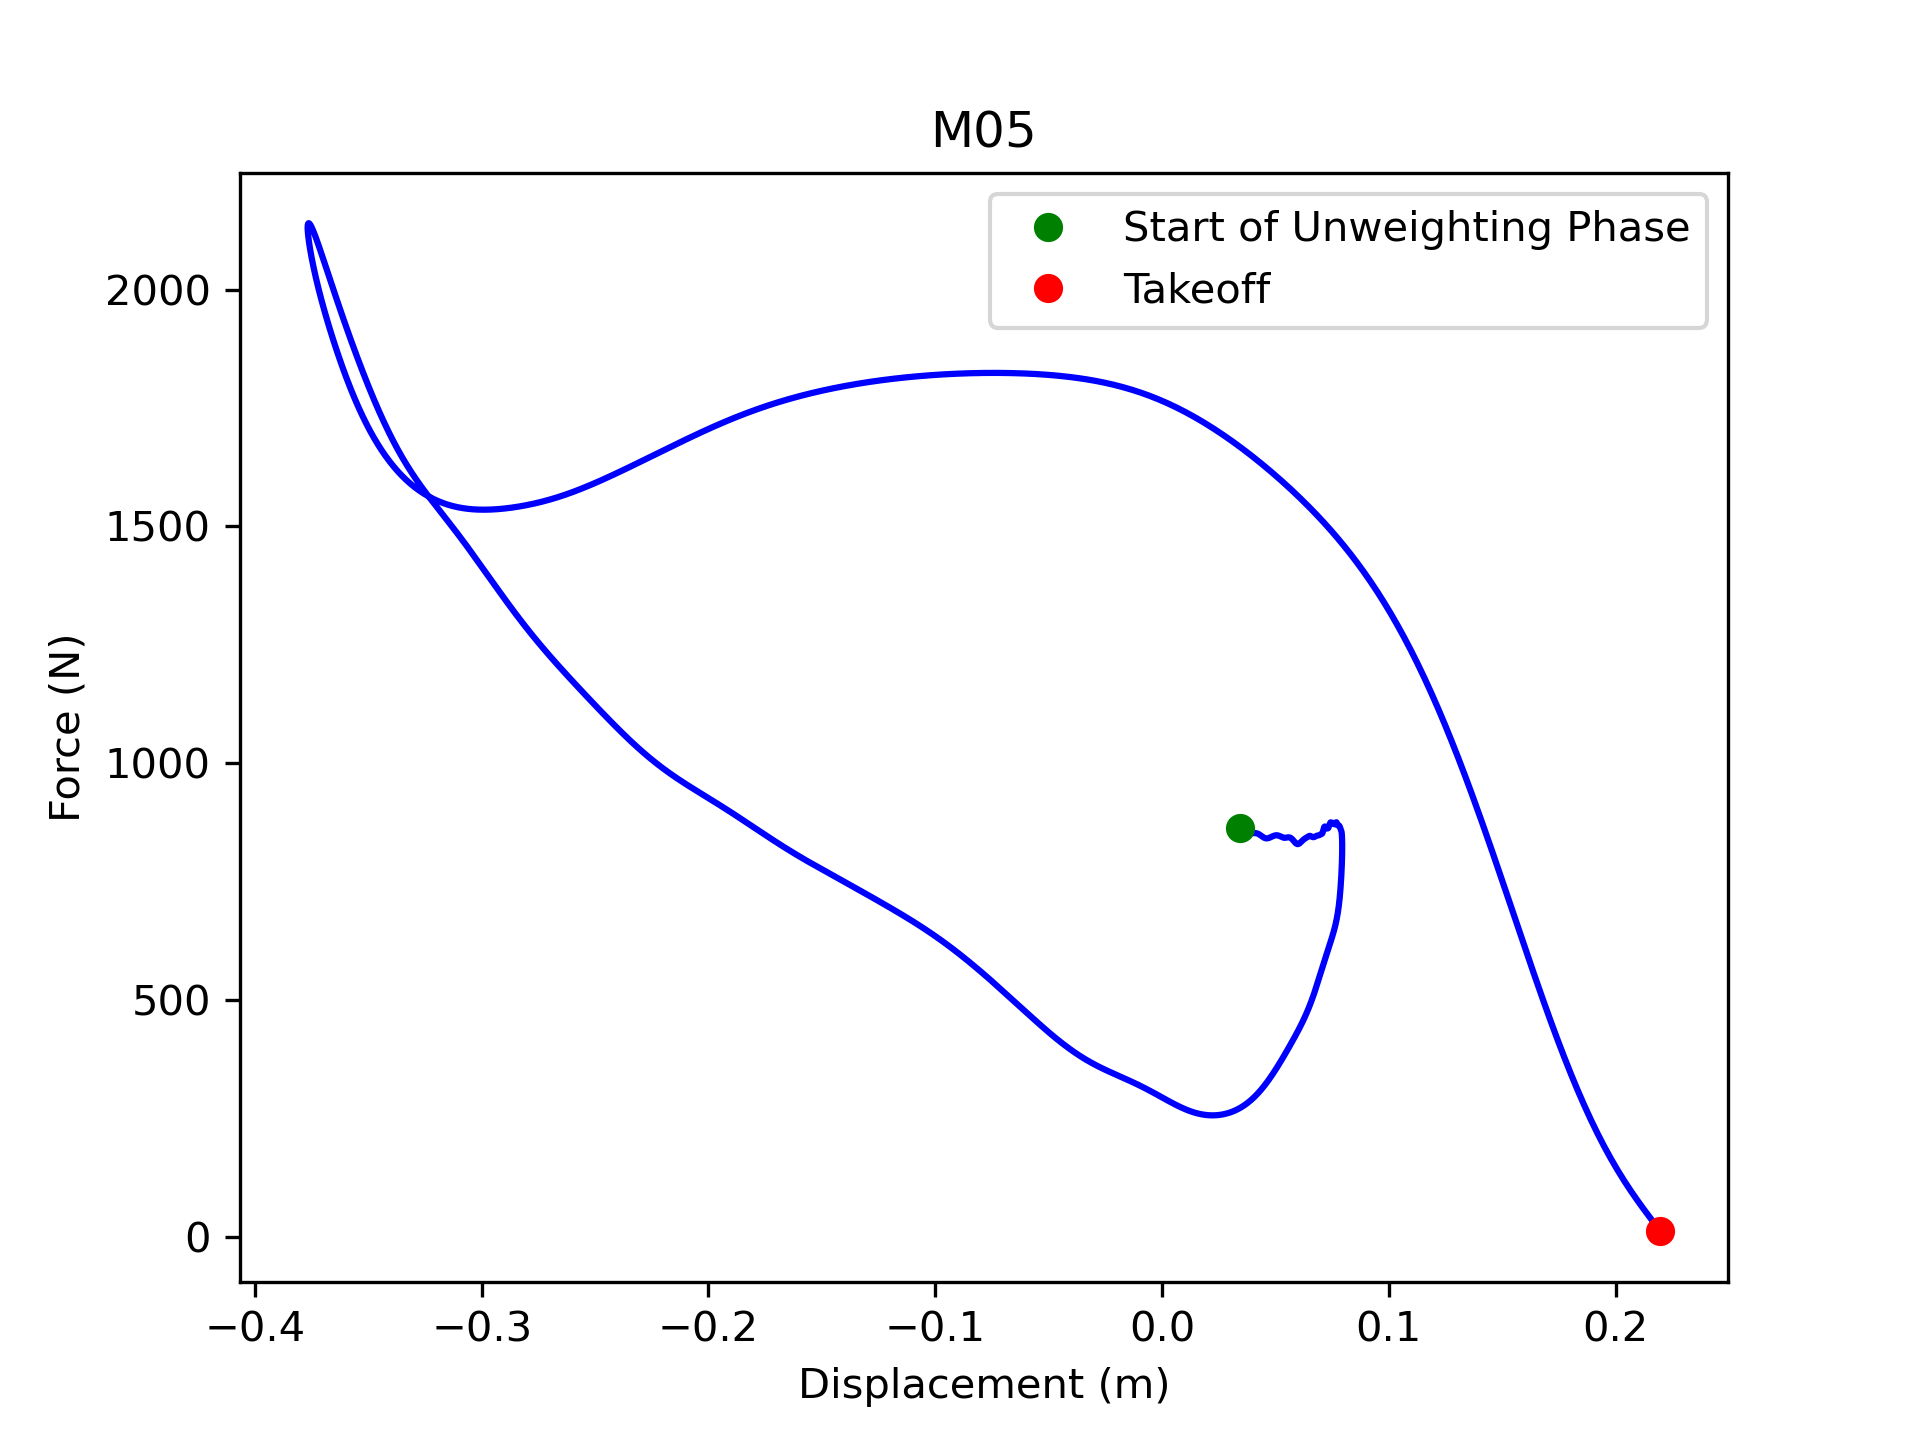 M05
Start of Unweighting Phase
Takeoff
Force (N)
2000
1500
1000
500
0
−0.4 −0.3 −0.2 −0.1 0.0 0.1 0.2
Displacement (m)